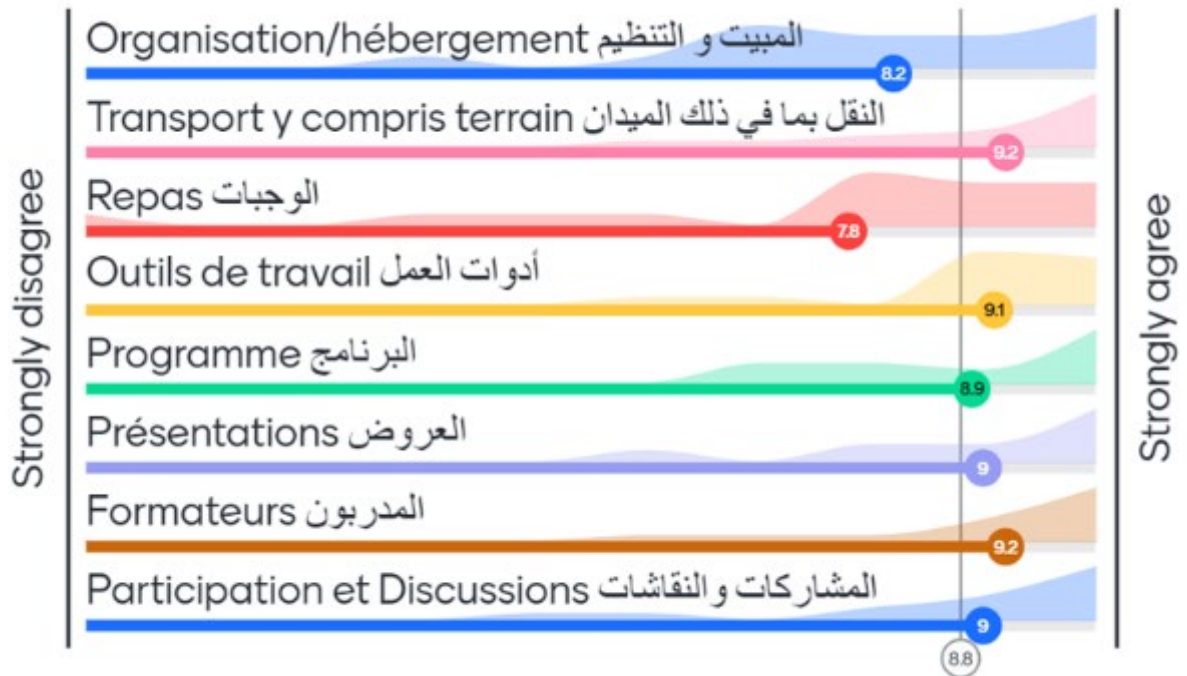 Strongly disagree
Organisation/hébergement المبيت و التنظيم
8.2
Transport y compris terrain النقل بما في ذلك الميدان
9.2
Repas الوجبات
7.8
Outils de travail أدوات العمل
9.1
Programme البرنامج
8.9
Présentations العروض
9
Formateurs المدربون
9.2
Participation et Discussions المشاركات و النقاشات
9
8.8
Strongly agree